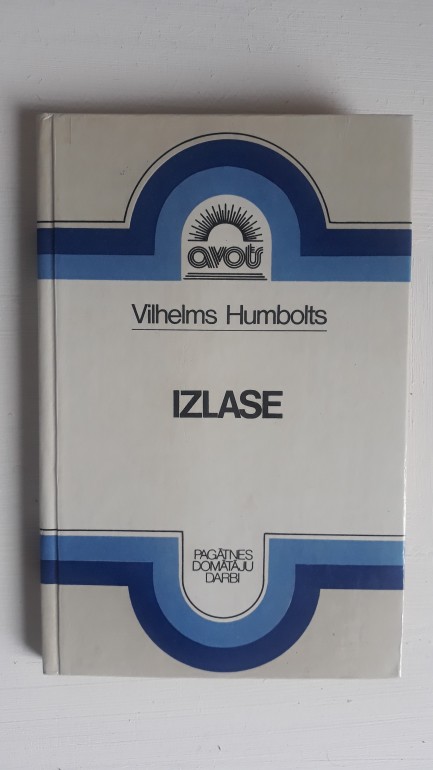 avots
Vilhelms Humbolts
IZLASE
PAGĀTNES
DOMĀTĀJU
DARBI